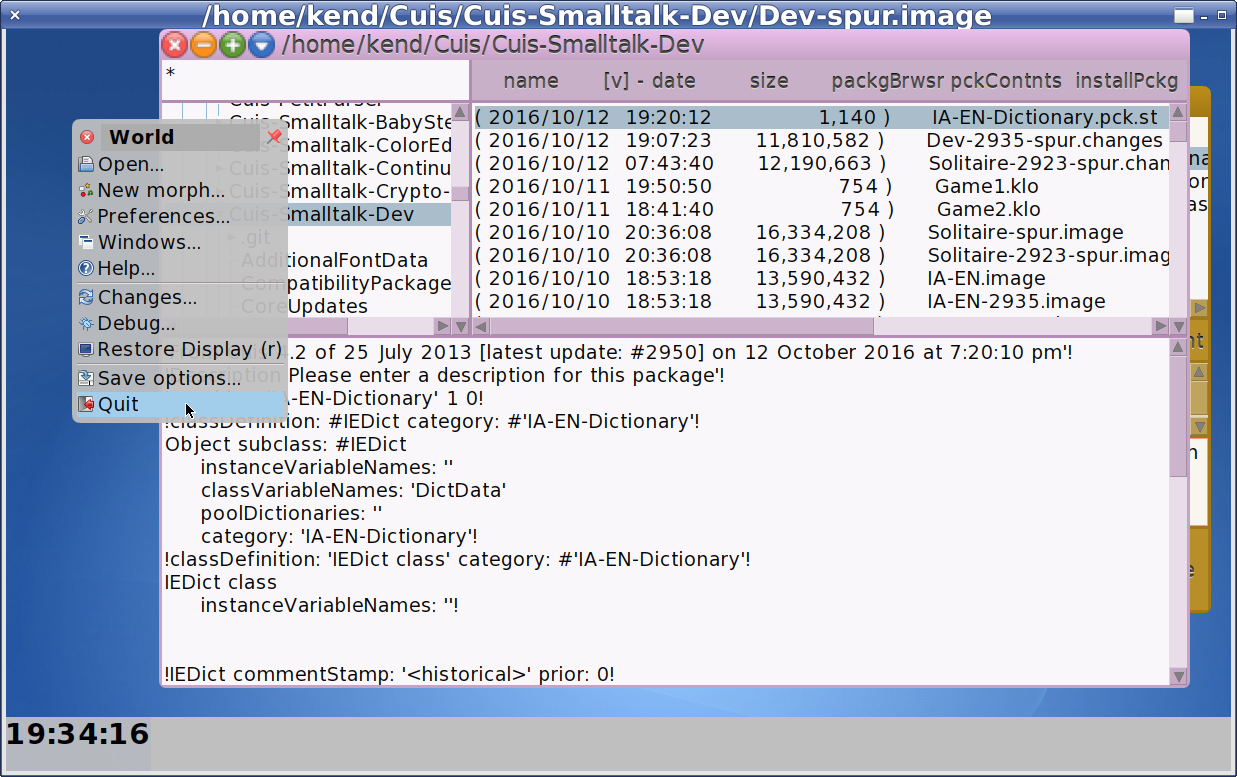 /home/kend/Cuis/Cuis-Smalltalk-Dev/Dev-spur.image
/home/kend/Cuis/Cuis-Smalltalk-Dev
*
name [v] - date size packgBrwsr pckContnts installPckg
Cuis-Smalltalk-BabySte
-Smalltalk-ColorEd
Cuis-Smalltalk-Continu
Cuis-Smalltalk-Crypto-
Cuis-Smalltalk-Dev
.git
AdditionalFontData
CompatibilityPackage
CoreUpdates
( 2016/10/12 19:20:12 1,140 ) IA-EN-Dictionary.pck.st
( 2016/10/12 19:07:23 11,810,582 ) Dev-2935-spur.changes
( 2016/10/12 07:43:40 12,190,663 ) Solitaire-2923-spur.chan
( 2016/10/11 19:50:50 754 ) Game1.klo
( 2016/10/11 18:41:40 754 ) Game2.klo
( 2016/10/10 20:36:08 16,334,208 ) Solitaire-spur.image
( 2016/10/10 20:36:08 16,334,208 ) Solitaire-2923-spur.imag
( 2016/10/10 18:53:18 13,590,432 ) IA-EN.image
( 2016/10/10 18:53:18 13,590,432 ) IA-EN-2935.image
World
Open...
New morph...
Preferences...
Windows...
Help...
Changes...
Debug...
Restore Display (r)
Save options...
Quit
.2 of 25 July 2013 [latest update: #2950] on 12 October 2016 at 7:20:10 pm'!
Please enter a description for this package'!
IA-EN-Dictionary' 1 0!
!classDefinition: #IEDict category: #'IA-EN-Dictionary'!
Object subclass: #IEDict
instanceVariableNames: ''
classVariableNames: 'DictData'
poolDictionaries: ''
category: 'IA-EN-Dictionary'!
!classDefinition: 'IEDict class' category: #'IA-EN-Dictionary'!
IEDict class
instanceVariableNames: ''!
!IEDict commentStamp: '<historical>' prior: 0!
19:34:16